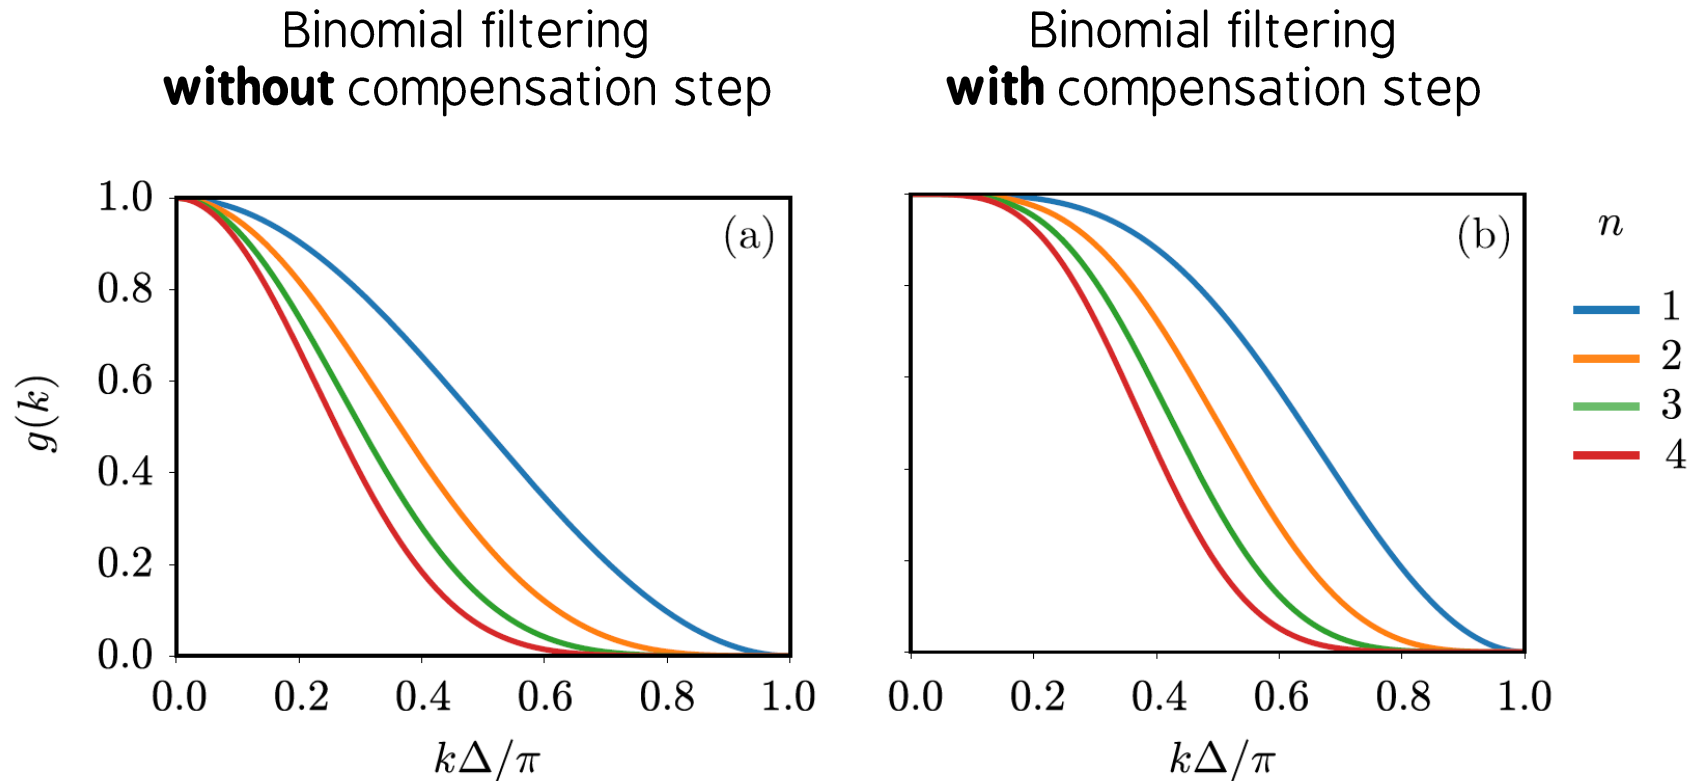 Binomial filtering
without compensation step
Binomial filtering
with compensation step
1.0
0.8
0.6
0.4
0.2
0.0
g(k)
(a)
0.0 0.2 0.4 0.6 0.8 1.0
kΔ/π
(b)
0.0 0.2 0.4 0.6 0.8 1.0
kΔ/π
n
1
2
3
4